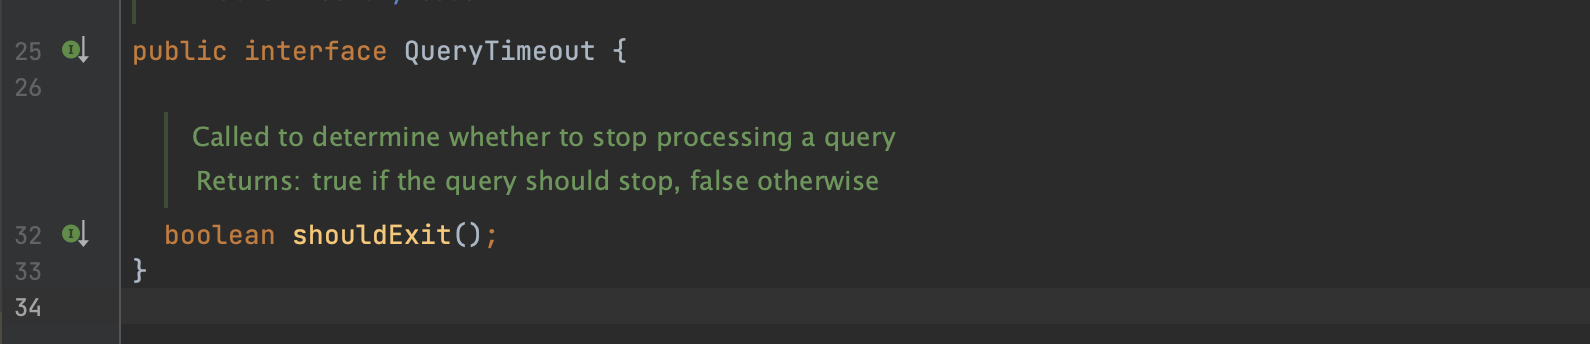 25 public interface QueryTimeout {
26
Called to determine whether to stop processing a query
Returns: true if the query should stop, false otherwise
32 boolean shouldExit();
33 }
34